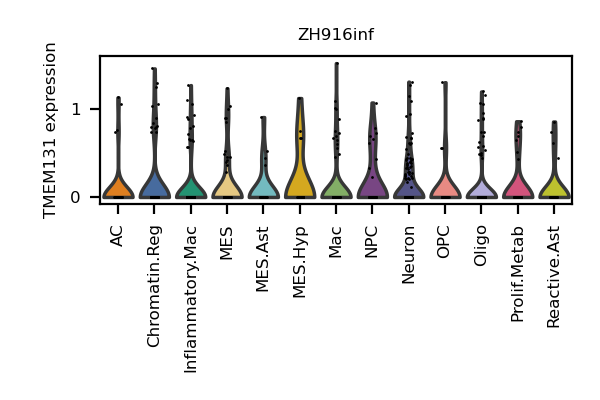 ZH916inf
TMEM131 expression
1
0
AC
Chromatin.Reg
Inflammatory.Mac
MES
MES.Ast
MES.Hyp
Mac
NPC
Neuron
OPC
Oligo
Prolif.Metab
Reactive.Ast